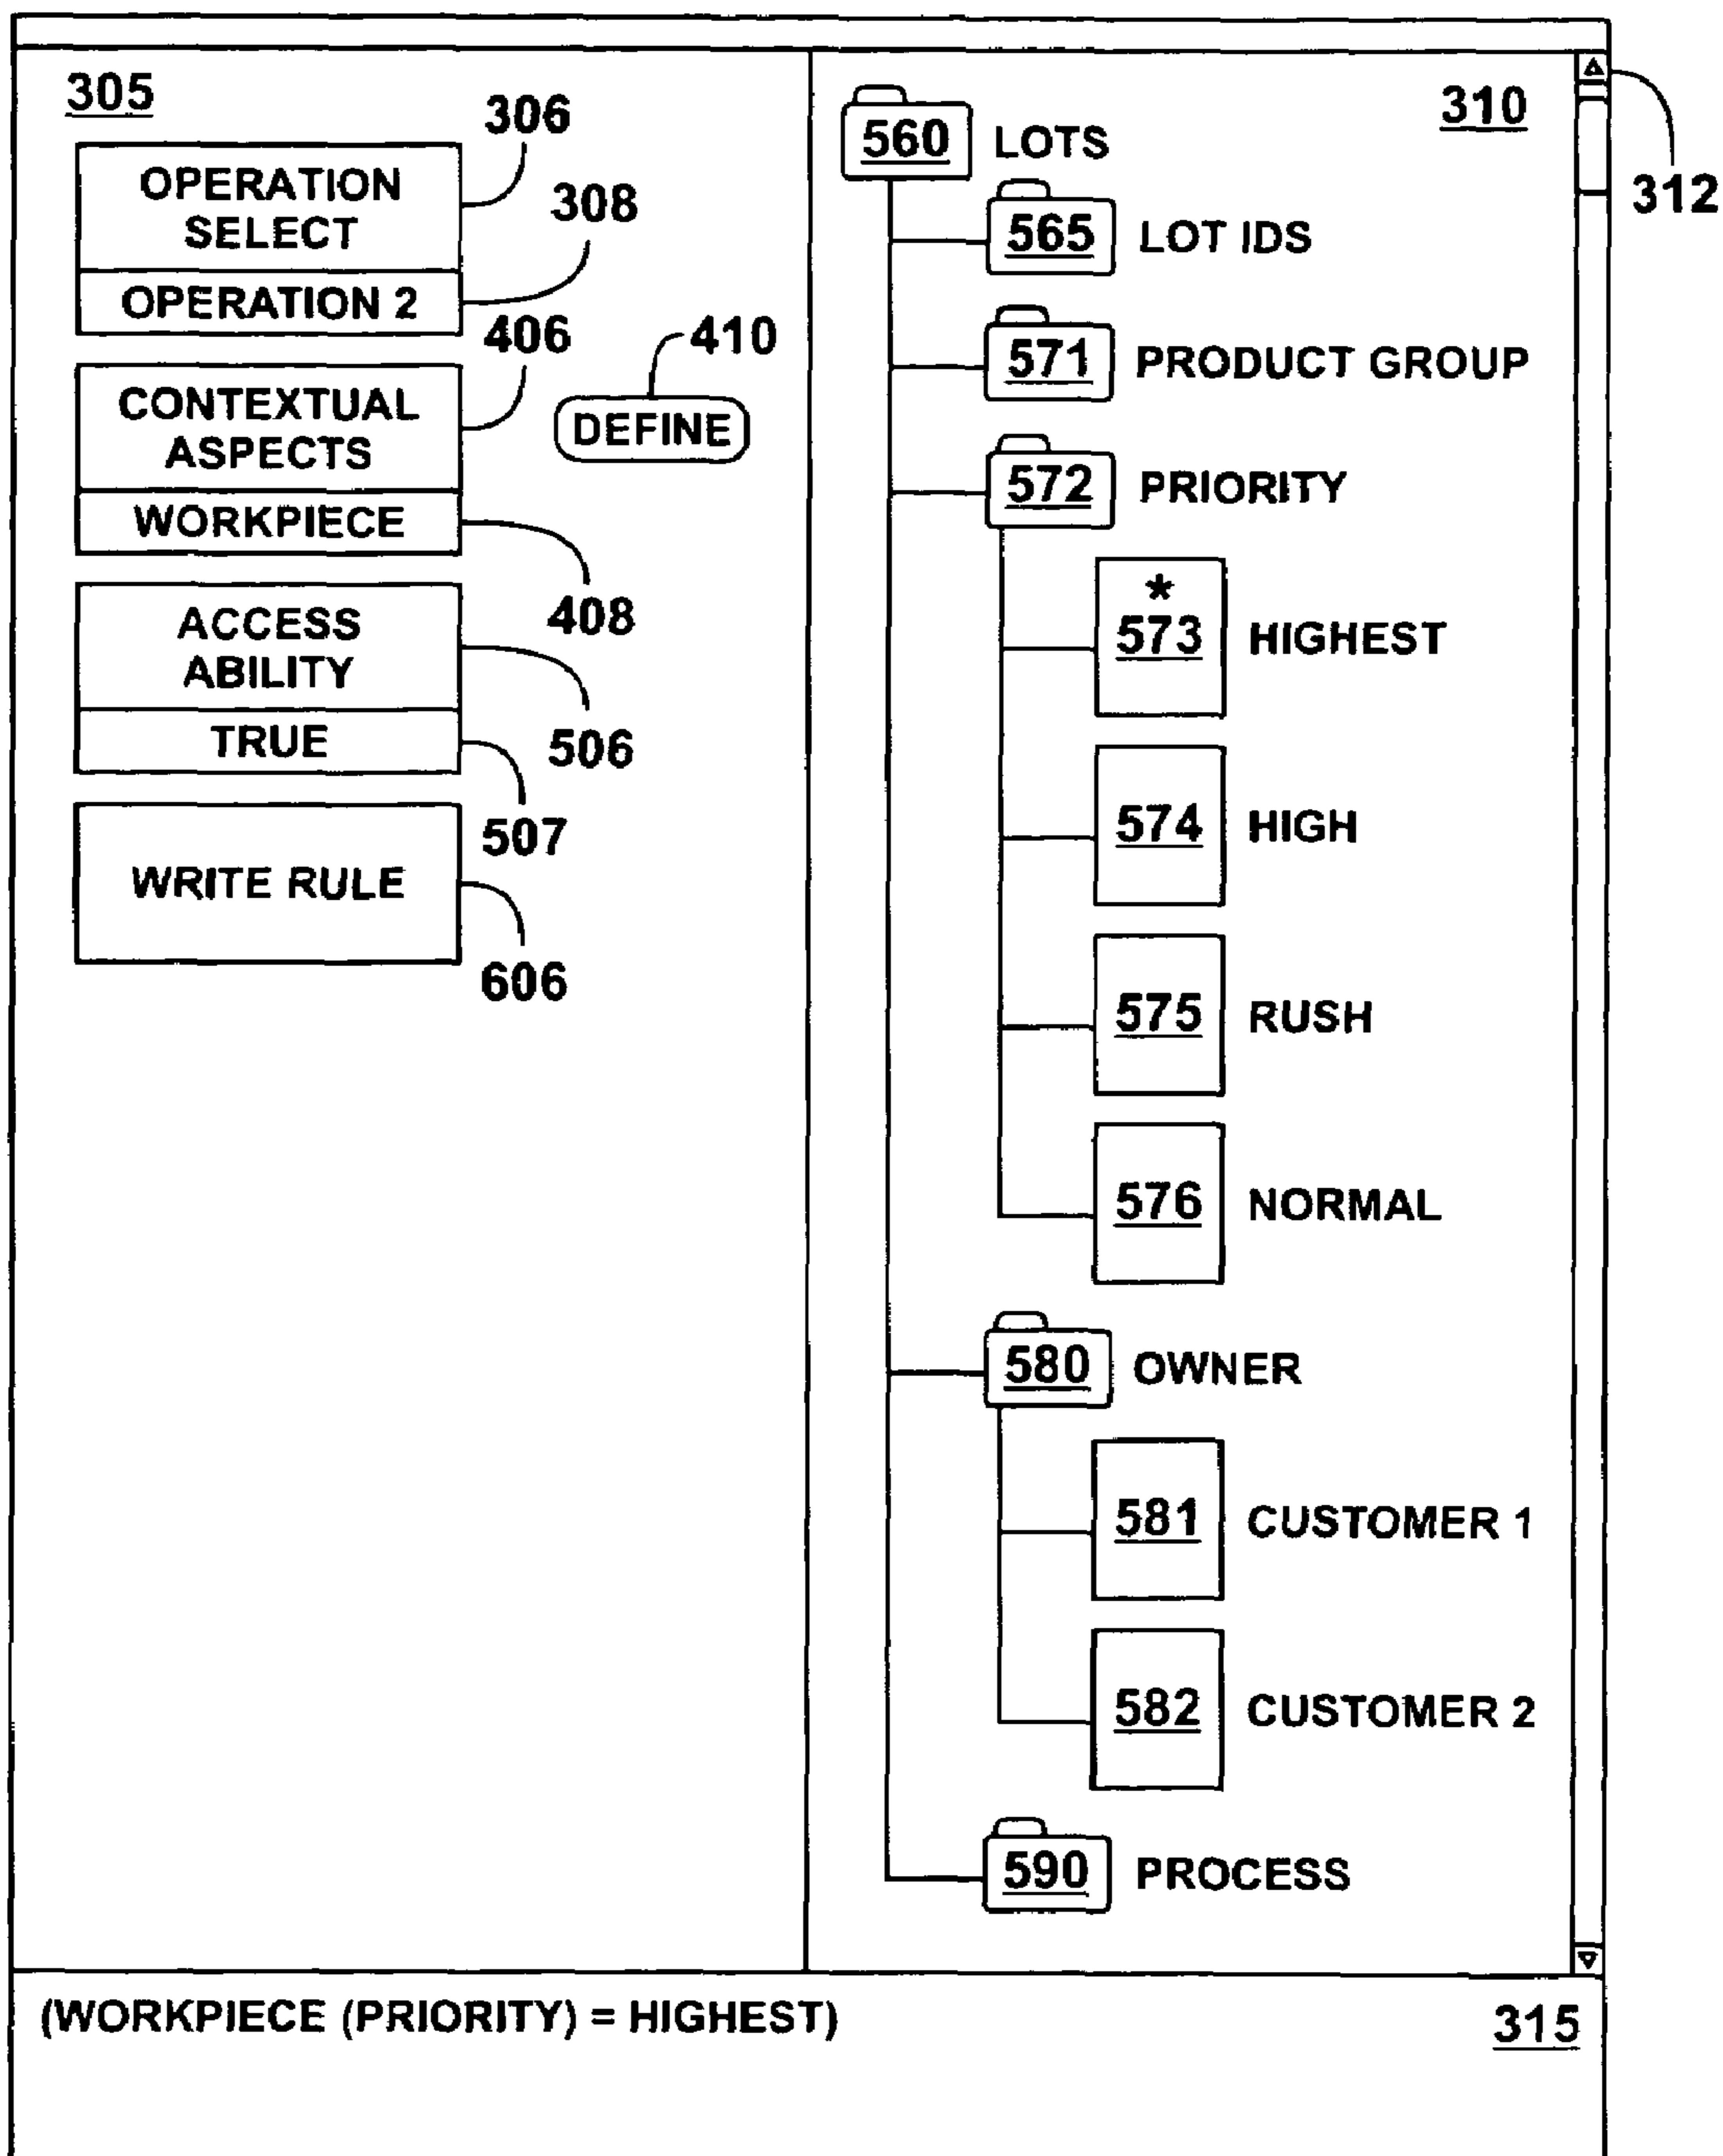 305
306
OPERATION
SELECT
308
OPERATION 2
406
410
CONTEXTUAL
ASPECTS
DEFINE
WORKPIECE
408
ACCESS
ABILITY
506
TRUE
507
WRITE RULE
606
310
312
560 LOTS
565 LOT IDS
571 PRODUCT GROUP
572 PRIORITY
*
573 HIGHEST
574 HIGH
575 RUSH
576 NORMAL
580 OWNER
581 CUSTOMER 1
582 CUSTOMER 2
590 PROCESS
(WORKPIECE (PRIORITY) = HIGHEST)
315